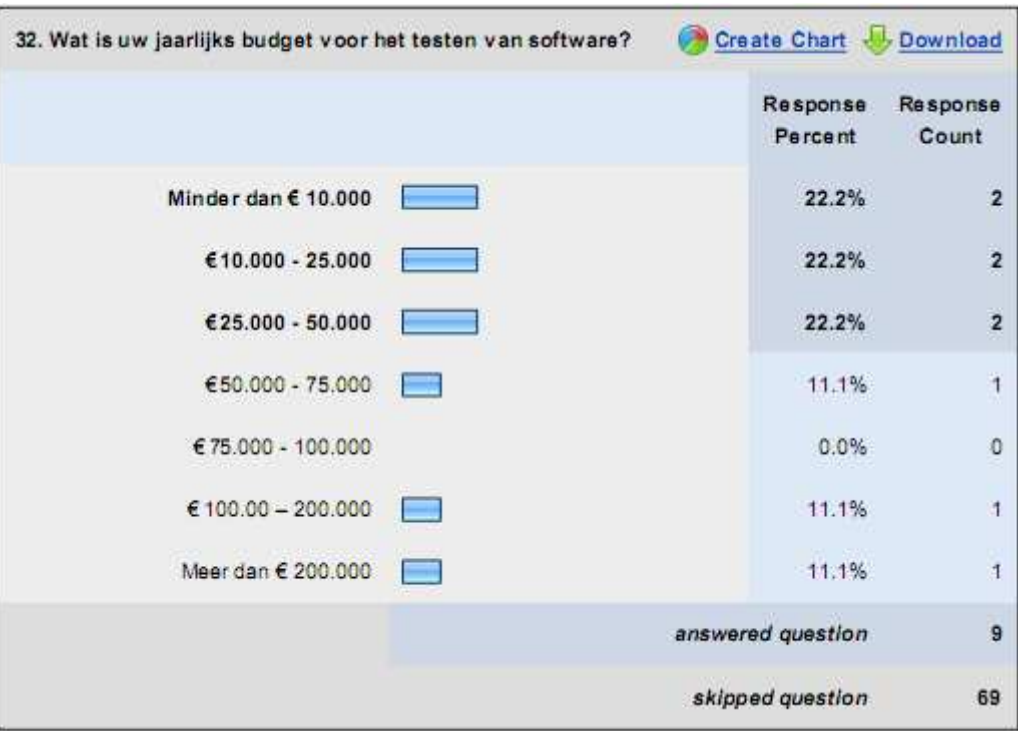 32. Wat is uw jaarlijks budget voor het testen van software? Create Chart Download
Response Percent Response Count
Minder dan € 10.000 22.2% 2
€10.000 - 25.000 22.2% 2
€25.000 - 50.000 22.2% 2
€50.000 - 75.000 11.1% 1
€ 75.000 - 100.000 0.0% 0
€ 100.00 – 200.000 11.1% 1
Meer dan € 200.000 11.1% 1
answered question 9
skipped question 69